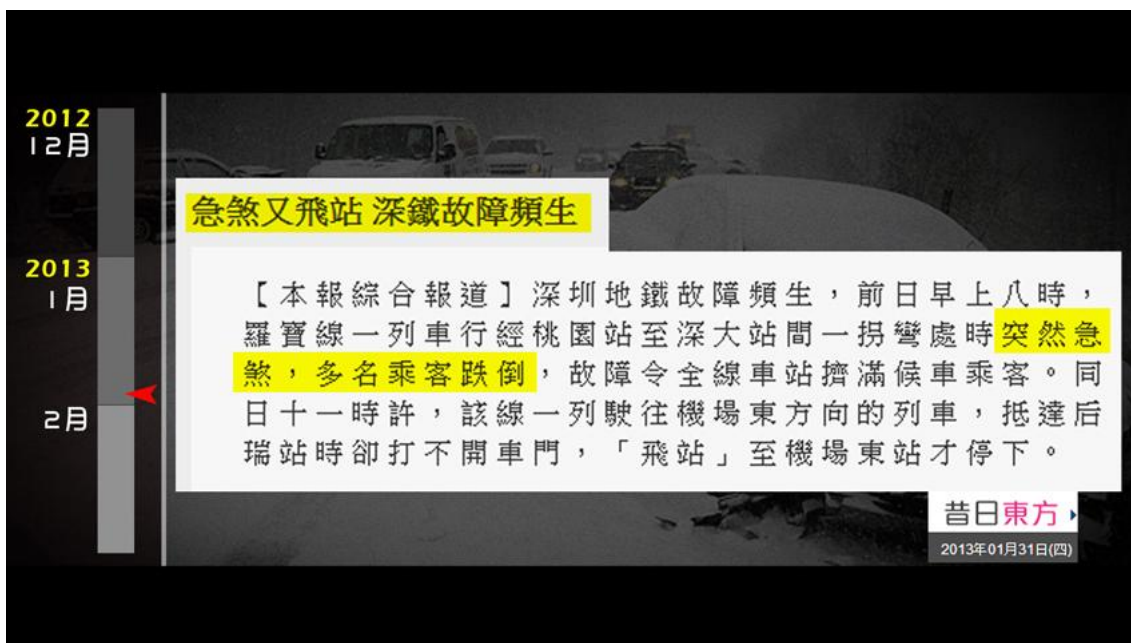 2012
12月
2013
1月
2月
急煞又飛站 深鐵故障頻生
【本報綜合報道】深圳地鐵故障頻生，前日早上八時，
羅寶線一列車行經桃園站至深大站間一拐彎處時突然急
煞，多名乘客跌倒，故障令全線車站擠滿候車乘客。同
日十一時許，該線一列駛往機場東方向的列車，抵達后
瑞站時卻打不開車門，「飛站」至機場東站才停下。
昔日東方
2013年01月31日(四)